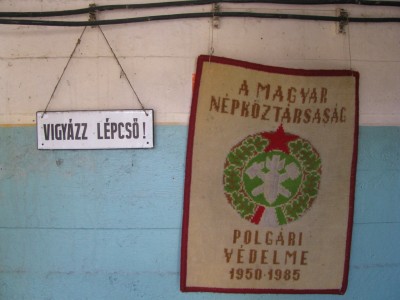 VIGYÁZZ LÉPCSŐ!
A MAGYAR
NÉPKÖZTÁRSASÁG
POLGÁRI
VÉDELME
1950-1985